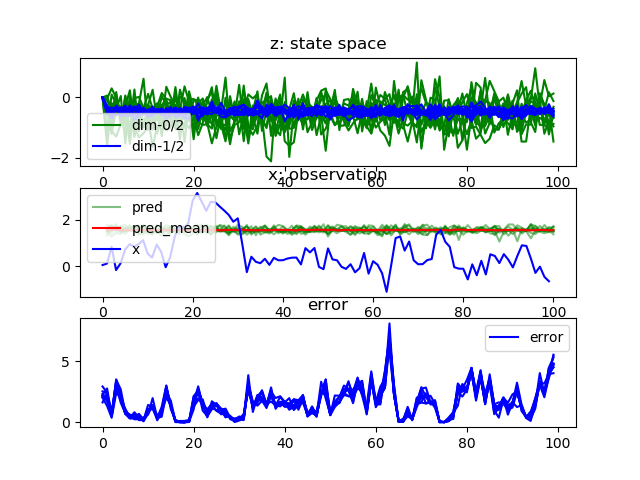 z: state space
0
−2
dim-0/2
dim-1/2
0 20 40 60 80 100
x: observation
2
0
pred
pred_mean
x
0 20 40 60 80 100
error
5
0
error
0 20 40 60 80 100